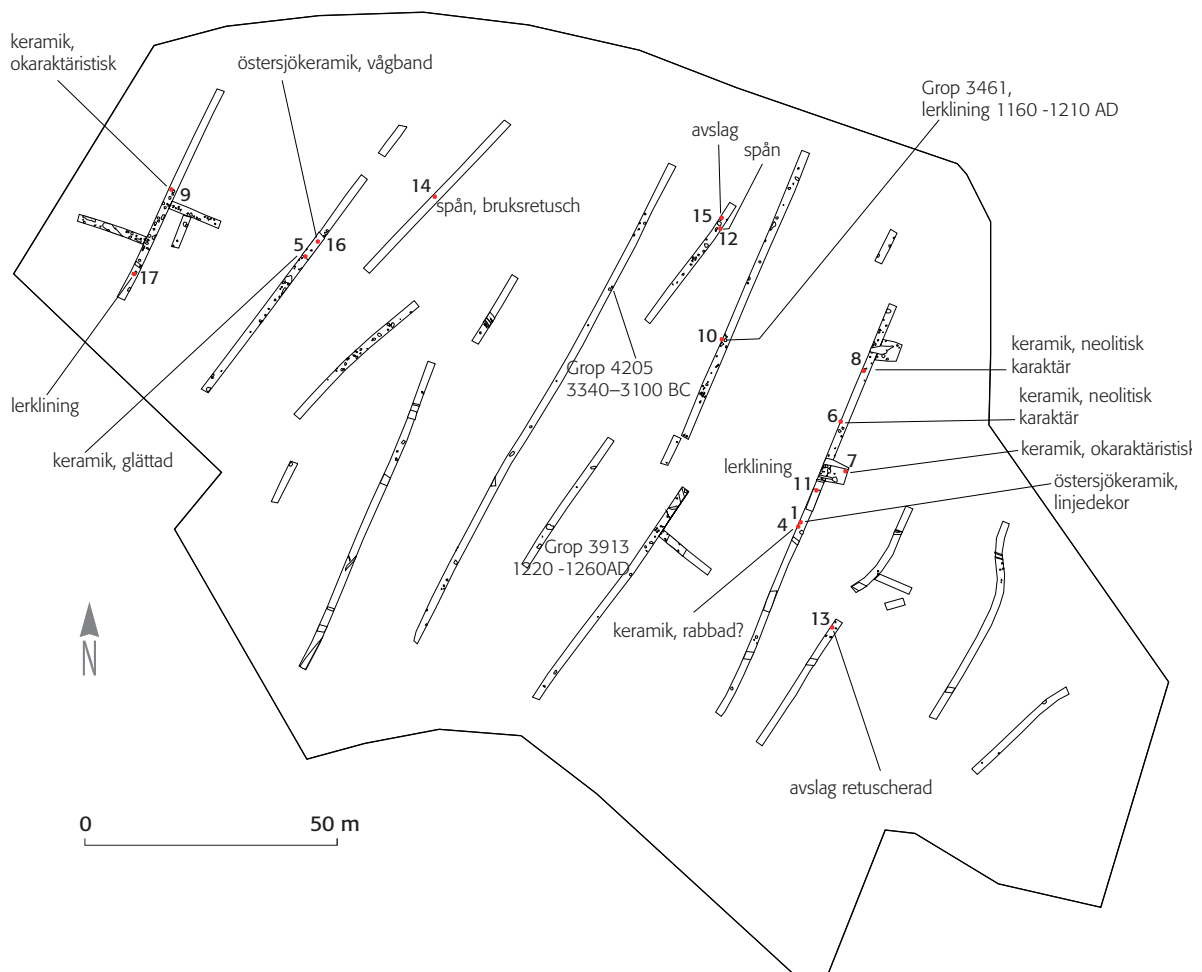 keramik,
okaraktäristisk
östersjökeramik, vågband
Grop 3461,
lerklining 1160 -1210 AD
avslag
spån
14
spån, bruksretusch
9
15
12
5
16
17
10
Grop 4205
3340–3100 BC
keramik, neolitisk
karaktär
8
keramik, neolitisk
karaktär
6
lerklining
keramik, glättad
lerklining
7
keramik, okaraktäristisk
11
östersjökeramik,
linjedekor
1
4
Grop 3913
1220 -1260AD
keramik, rabbad?
13
N
avslag retuscherad
0
50 m